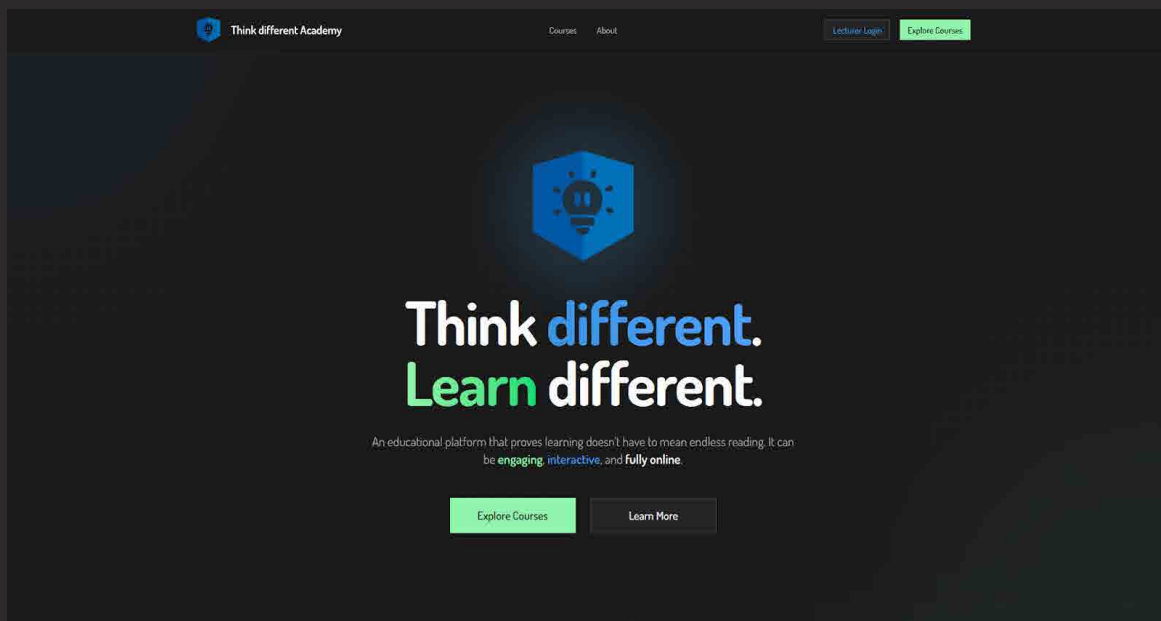 Think different Academy
Courses
About
Lecturer Login
Explore Courses
Think different.
Learn different.
An educational platform that proves learning doesn't have to mean endless reading. It can
be engaging, interactive, and fully online.
Explore Courses
Learn More